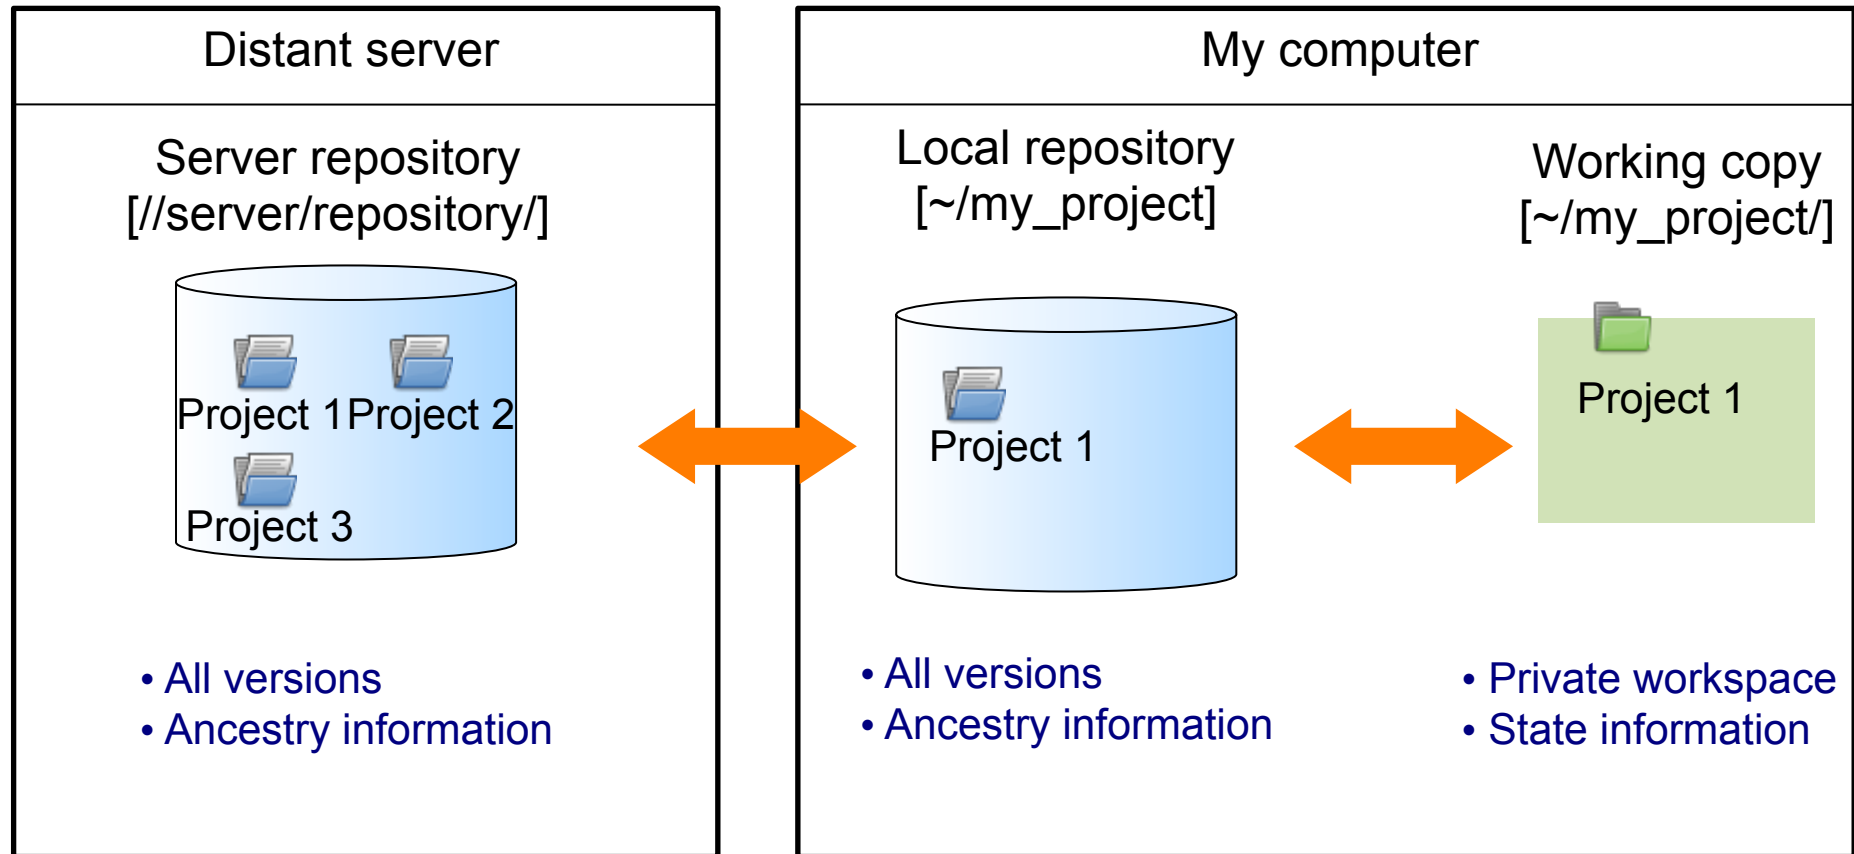 Distant server
Server repository
[//server/repository/]
Project 1 Project 2
Project 3
• All versions
• Ancestry information
My computer
Local repository
[~/my_project]
Project 1
• All versions
• Ancestry information
Working copy
[~/my_project/]
Project 1
• Private workspace
• State information